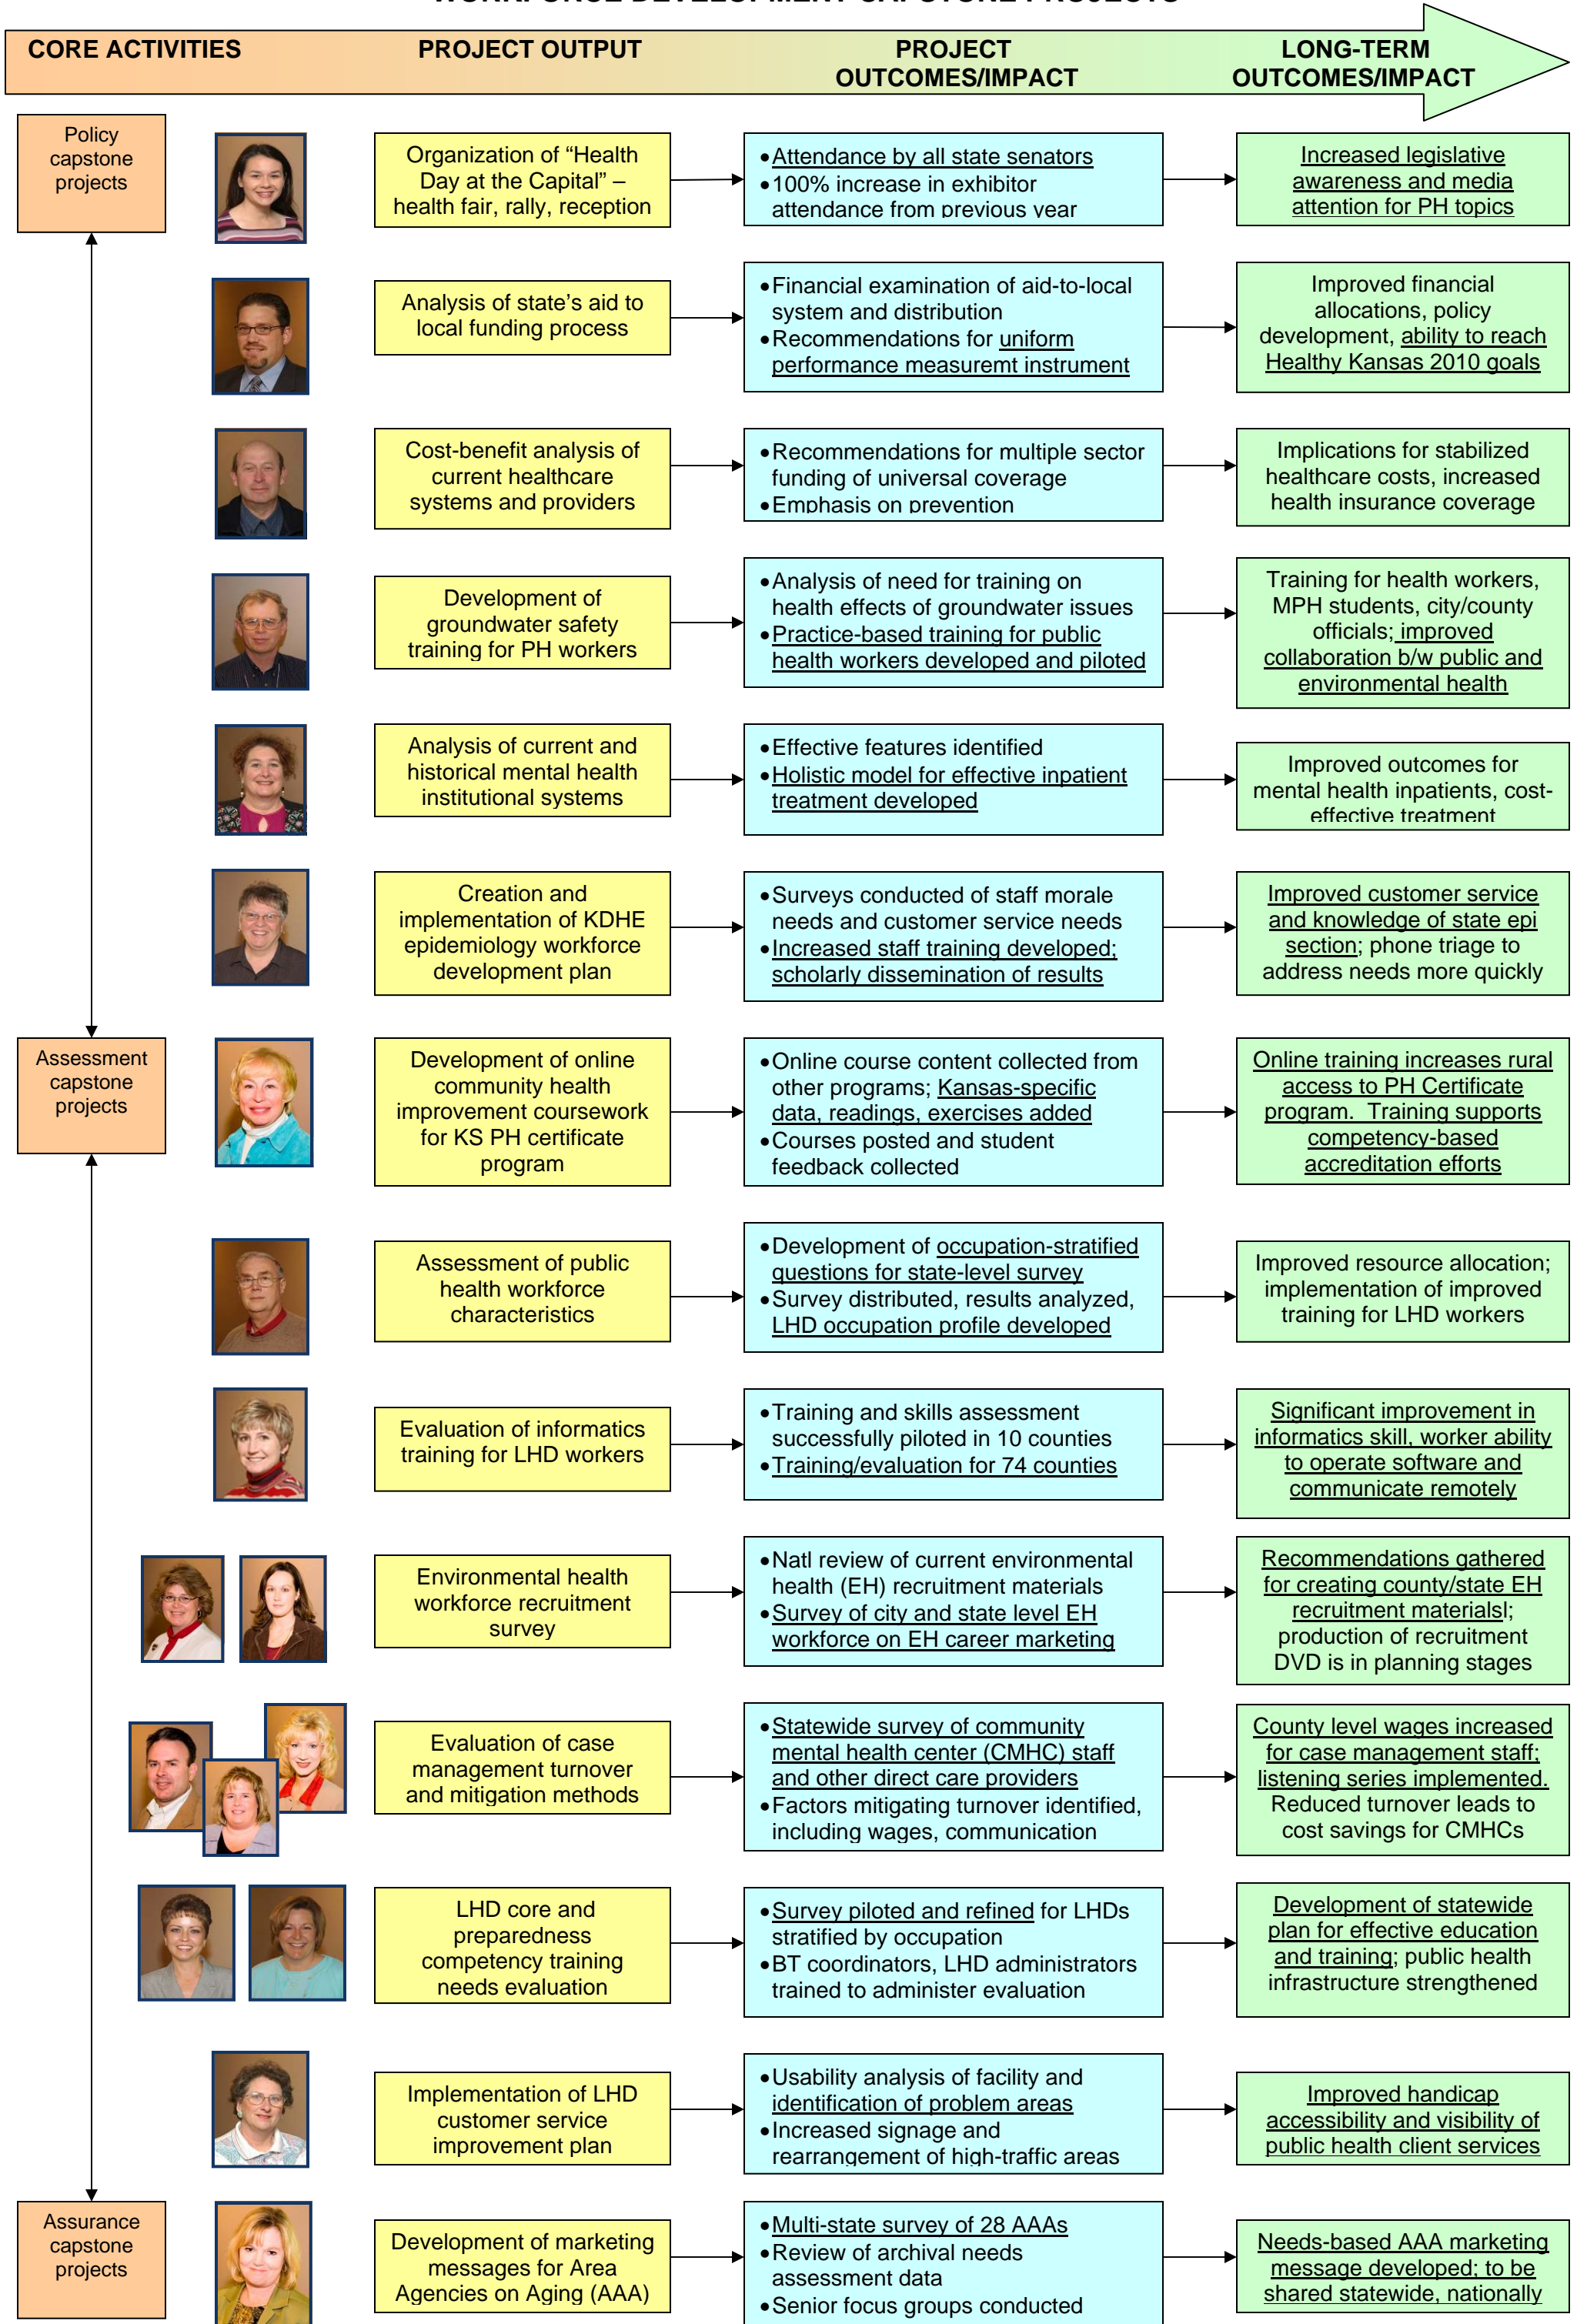 WORKFORCE DEVELOPMENT CAPSTONE PROJECTS
CORE ACTIVITIES
PROJECT OUTPUT
PROJECT
OUTCOMES/IMPACT
LONG-TERM
OUTCOMES/IMPACT
Policy
capstone
projects
Organization of “Health
Day at the Capital” –
health fair, rally, reception
•Attendance by all state senators
•100% increase in exhibitor
attendance from previous year
Increased legislative
awareness and media
attention for PH topics
Analysis of state’s aid to
local funding process
•Financial examination of aid-to-local
system and distribution
•Recommendations for uniform
performance measuremt instrument
Improved financial
allocations, policy
development, ability to reach
Healthy Kansas 2010 goals
Cost-benefit analysis of
current healthcare
systems and providers
•Recommendations for multiple sector
funding of universal coverage
•Emphasis on prevention
Implications for stabilized
healthcare costs, increased
health insurance coverage
Development of
groundwater safety
training for PH workers
•Analysis of need for training on
health effects of groundwater issues
•Practice-based training for public
health workers developed and piloted
Training for health workers,
MPH students, city/county
officials; improved
collaboration b/w public and
environmental health
Analysis of current and
historical mental health
institutional systems
•Effective features identified
•Holistic model for effective inpatient
treatment developed
Improved outcomes for
mental health inpatients, cost-
effective treatment
Creation and
implementation of KDHE
epidemiology workforce
development plan
•Surveys conducted of staff morale
needs and customer service needs
•Increased staff training developed;
scholarly dissemination of results
Improved customer service
and knowledge of state epi
section; phone triage to
address needs more quickly
Assessment
capstone
projects
Development of online
community health
improvement coursework
for KS PH certificate
program
•Online course content collected from
other programs; Kansas-specific
data, readings, exercises added
•Courses posted and student
feedback collected
Online training increases rural
access to PH Certificate
program.  Training supports
competency-based
accreditation efforts
Assessment of public
health workforce
characteristics
•Development of occupation-stratified
questions for state-level survey
•Survey distributed, results analyzed,
LHD occupation profile developed
Improved resource allocation;
implementation of improved
training for LHD workers
Evaluation of informatics
training for LHD workers
•Training and skills assessment
successfully piloted in 10 counties
•Training/evaluation for 74 counties
Significant improvement in
informatics skill, worker ability
to operate software and
communicate remotely
Environmental health
workforce recruitment
survey
•Natl review of current environmental
health (EH) recruitment materials
•Survey of city and state level EH
workforce on EH career marketing
Recommendations gathered
for creating county/state EH
recruitment materialsl;
production of recruitment
DVD is in planning stages
Evaluation of case
management turnover
and mitigation methods
•Statewide survey of community
mental health center (CMHC) staff
and other direct care providers
•Factors mitigating turnover identified,
including wages, communication
County level wages increased
for case management staff;
listening series implemented.
Reduced turnover leads to
cost savings for CMHCs
LHD core and
preparedness
competency training
needs evaluation
•Survey piloted and refined for LHDs
stratified by occupation
•BT coordinators, LHD administrators
trained to administer evaluation
Development of statewide
plan for effective education
and training; public health
infrastructure strengthened
Implementation of LHD
customer service
improvement plan
•Usability analysis of facility and
identification of problem areas
•Increased signage and
rearrangement of high-traffic areas
Improved handicap
accessibility and visibility of
public health client services
Assurance
capstone
projects
Development of marketing
messages for Area
Agencies on Aging (AAA)
•Multi-state survey of 28 AAAs
•Review of archival needs
assessment data
•Senior focus groups conducted
Needs-based AAA marketing
message developed; to be
shared statewide, nationally